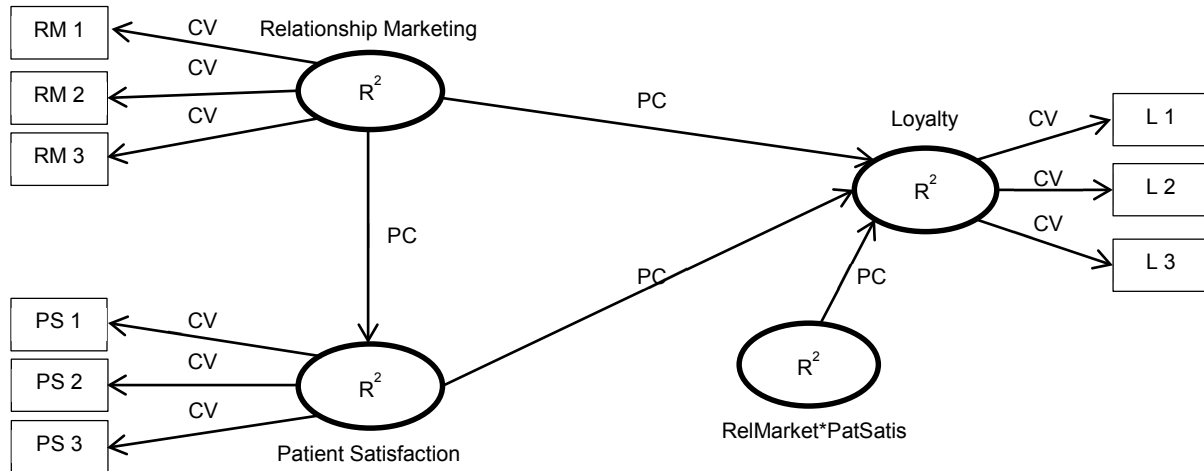 RM 1
CV
Relationship Marketing
RM 2
CV
R²
RM 3
CV
PC
Loyalty
CV
L 1
R²
CV
L 2
CV
L 3
PC
PC
PC
PS 1
CV
PS 2
CV
R²
PS 3
CV
Patient Satisfaction
R²
RelMarket*PatSatis